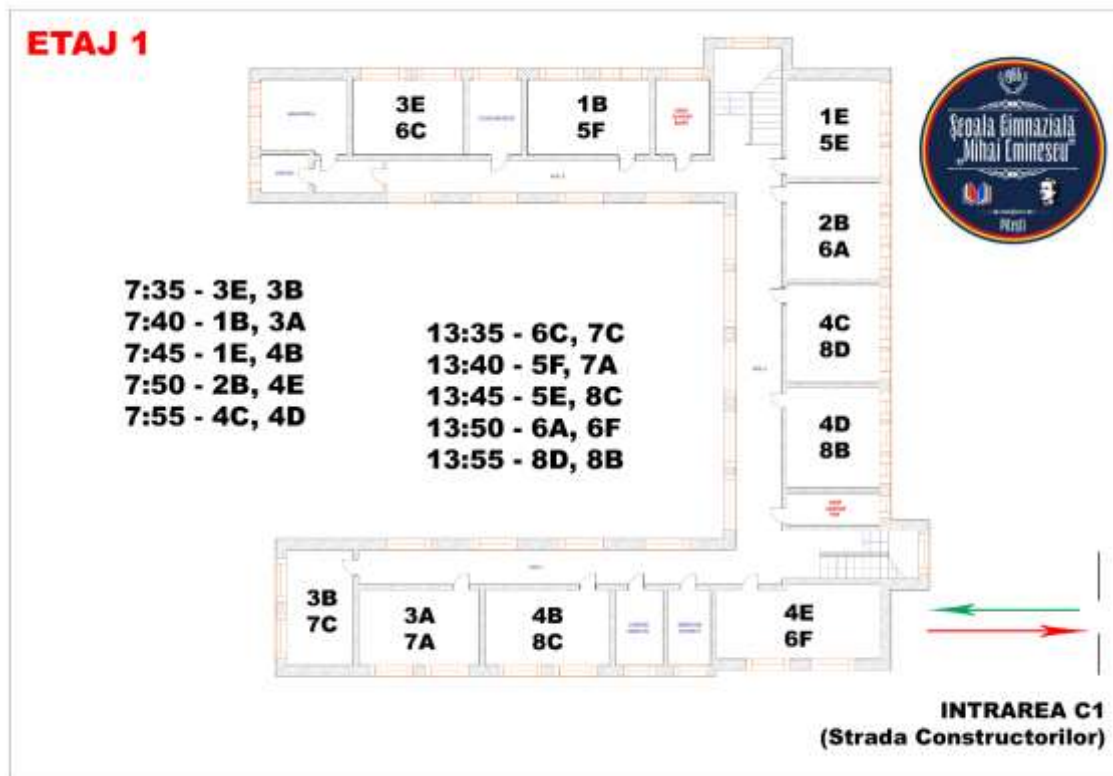 ETAJ 1
3E
6C
1B
5F
1E
5E
1966
Școala Gimnazială
„Mihai Eminescu”
Pitești
2B
6A
7:35 - 3E, 3B
7:40 - 1B, 3A
7:45 - 1E, 4B
7:50 - 2B, 4E
7:55 - 4C, 4D
13:35 - 6C, 7C
13:40 - 5F, 7A
13:45 - 5E, 8C
13:50 - 6A, 6F
13:55 - 8D, 8B
4C
8D
4D
8B
3B
7C
3A
7A
4B
8C
4E
6F
INTRAREA C1
(Strada Constructorilor)